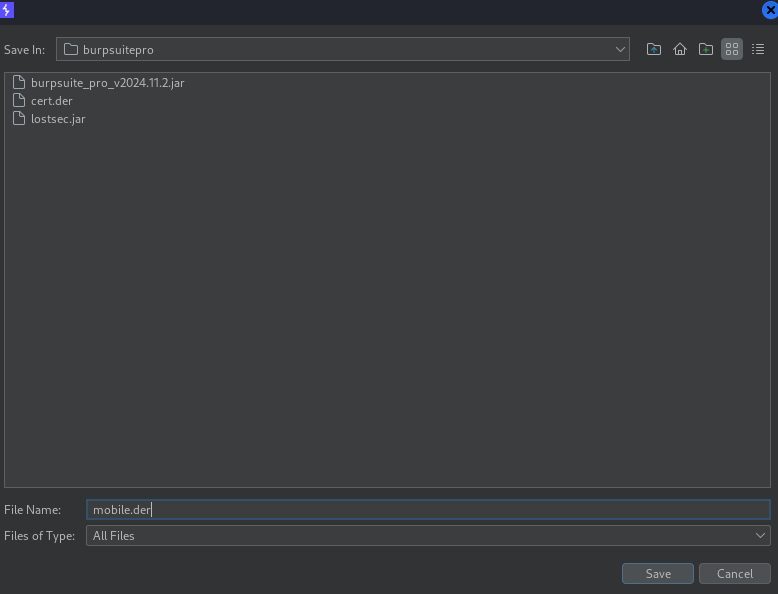 Save In: burpsuitepro
burpsuite_pro_v2024.11.2.jar
cert.der
lostsec.jar
File Name: mobile.der
Files of Type: All Files
Save Cancel